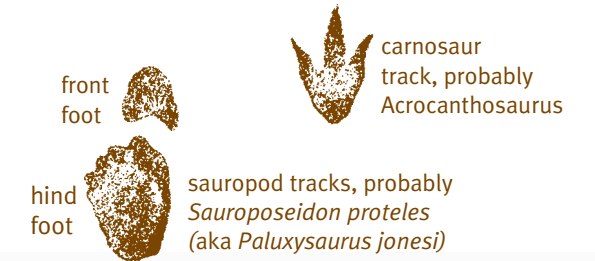 carnosaur
track, probably
Acrocanthosaurus
front
foot
hind
foot
sauropod tracks, probably
Sauroposeidon proteles
(aka Paluxysaurus jonesi)